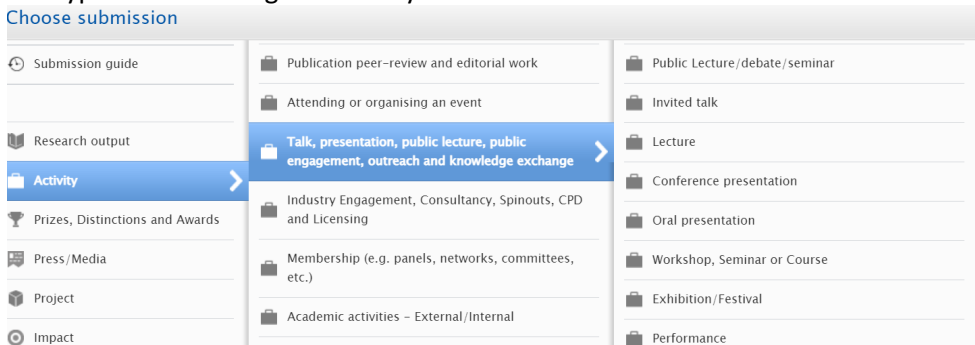 Choose submission
Submission guide
Research output
Activity
Prizes, Distinctions and Awards
Press/Media
Project
Impact
Publication peer-review and editorial work
Attending or organising an event
Talk, presentation, public lecture, public
engagement, outreach and knowledge exchange
Industry Engagement, Consultancy, Spinouts, CPD
and Licensing
Membership (e.g. panels, networks, committees,
etc.)
Academic activities - External/Internal
Public Lecture/debate/seminar
Invited talk
Lecture
Conference presentation
Oral presentation
Workshop, Seminar or Course
Exhibition/Festival
Performance